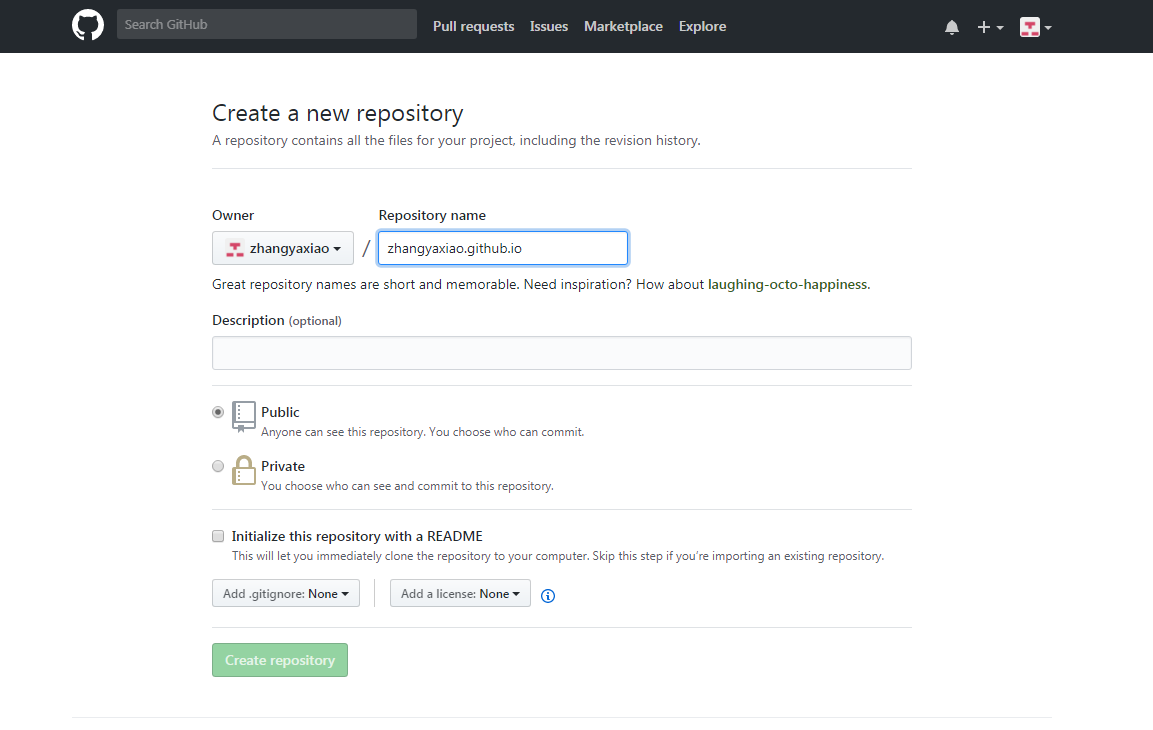 Search GitHub Pull requests Issues Marketplace Explore
Create a new repository
A repository contains all the files for your project, including the revision history.
Owner Repository name
zhangyaxiao / zhangyaxiao.github.io
Great repository names are short and memorable. Need inspiration? How about laughing-octo-happiness.
Description (optional)
Public
Anyone can see this repository. You choose who can commit.
Private
You choose who can see and commit to this repository.
Initialize this repository with a README
This will let you immediately clone the repository to your computer. Skip this step if you’re importing an existing repository.
Add .gitignore: None Add a license: None
Create repository